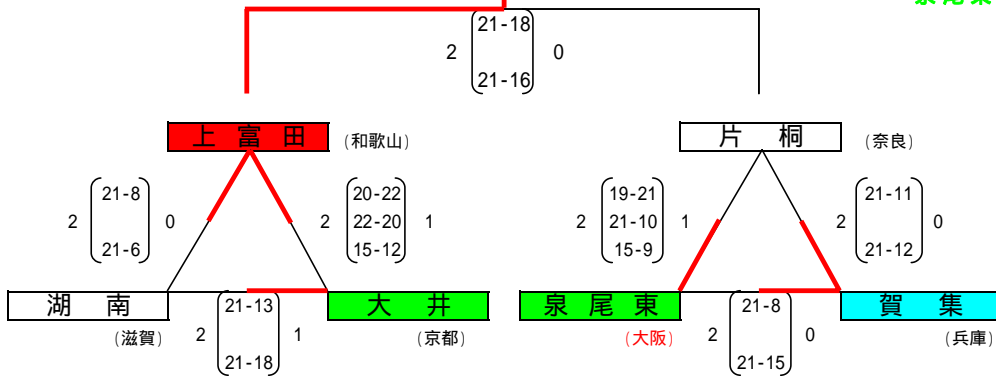 21-18
2 0
21-16
上 富 田 (和歌山)
片 桐 (奈良)
21-8
2 0
21-6
20-22
2 22-20 1
15-12
19-21
2 21-10 1
15-9
21-11
2 0
21-12
湖 南
(滋賀)
21-13
2 1
21-18
大 井
(京都)
泉 尾 東
(大阪)
21-8
2 0
21-15
賀 集
(兵庫)